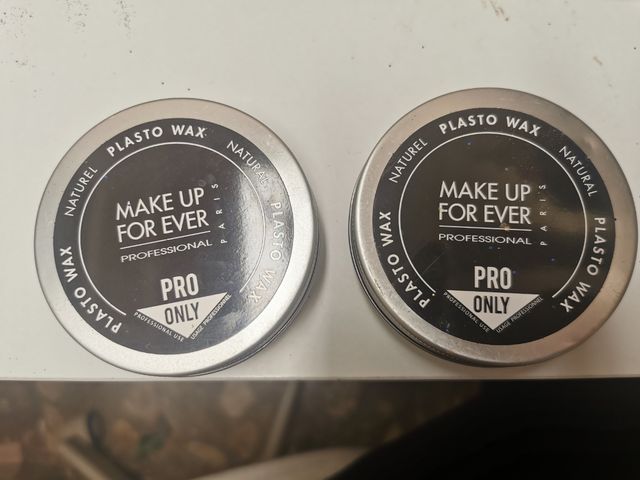 PLASTO WAX
NATUREL
NATURAL
MAKE UP
FOR EVER
PROFESSIONAL
PARIS
PLASTO WAX
PLASTO WAX
PRO
ONLY
PROFESSIONAL USE
USAGE PROFESSIONNEL
PLASTO WAX
NATUREL
NATURAL
MAKE UP
FOR EVER
PROFESSIONAL
PARIS
PLASTO WAX
PLASTO WAX
PRO
ONLY
PROFESSIONAL USE
USAGE PROFESSIONNEL